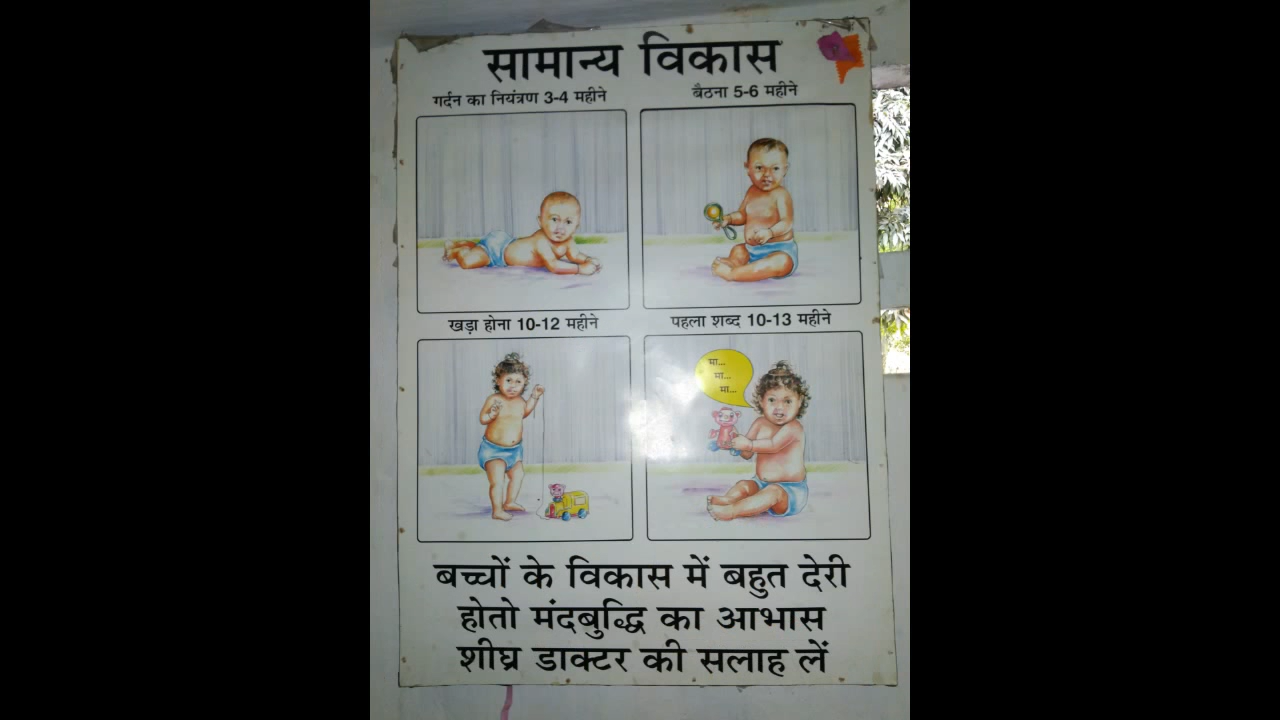 सामान्य विकास
गर्दन का नियंत्रण 3-4 महीने
बैठना 5-6 महीने
खड़ा होना 10-12 महीने
पहला शब्द 10-13 महीने
मा...
मा...
मा...
बच्चों के विकास में बहुत देरी
होतो मंदबुद्धि का आभास
शीघ्र डाक्टर की सलाह लें